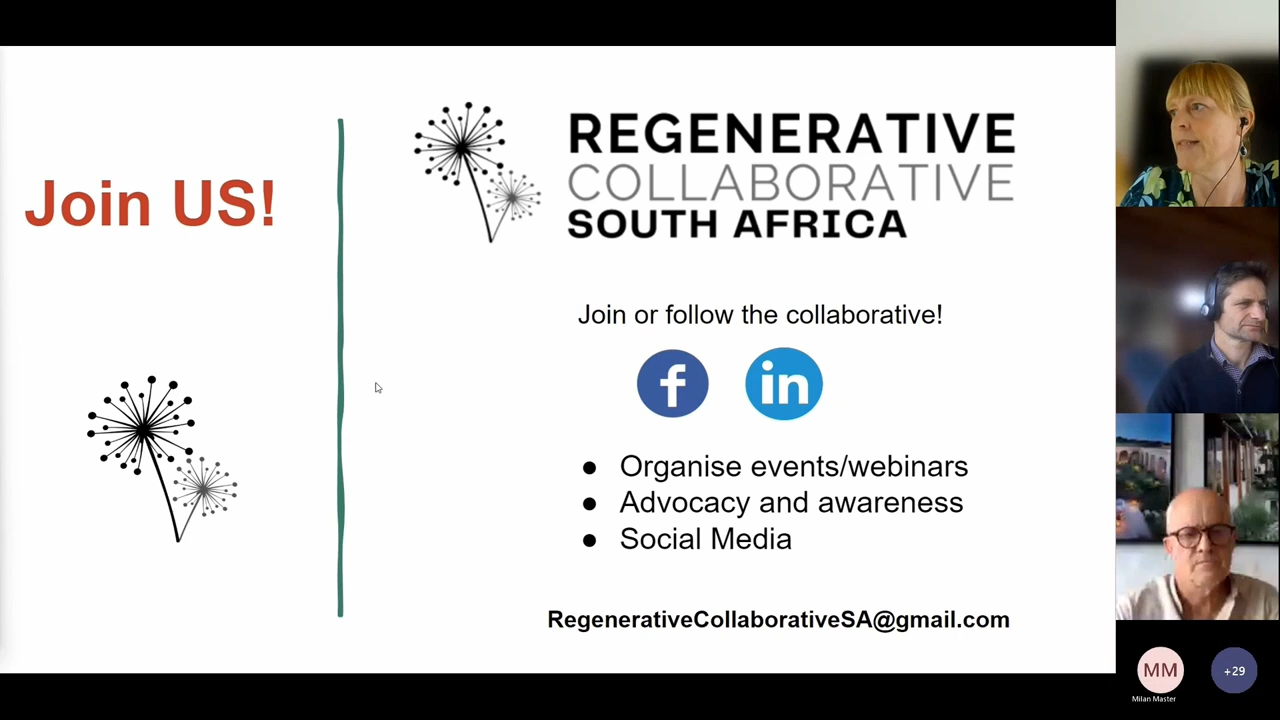 Join US!
REGENERATIVE
COLLABORATIVE
SOUTH AFRICA
Join or follow the collaborative!
f
in
● Organise events/webinars
● Advocacy and awareness
● Social Media
RegenerativeCollaborativeSA@gmail.com
MM
Milan Master
+29